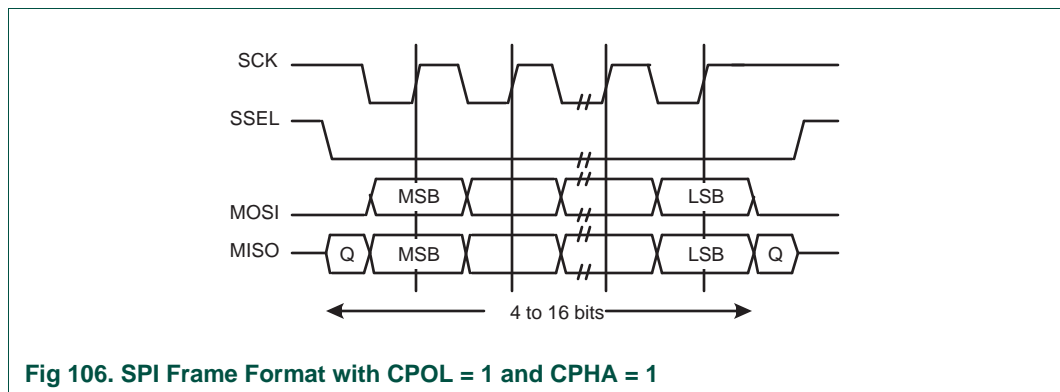 SCK
SSEL
MOSI MSB LSB
MISO Q MSB LSB Q
4 to 16 bits
Fig 106. SPI Frame Format with CPOL = 1 and CPHA = 1